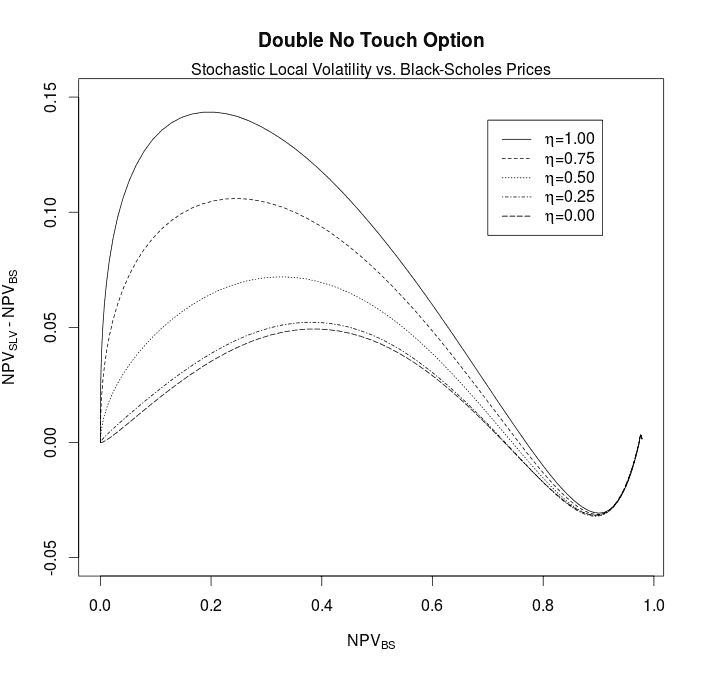 Double No Touch Option
Stochastic Local Volatility vs. Black-Scholes Prices
NPV_SLV - NPV_BS
0.15
0.10
0.05
0.00
-0.05
η=1.00
η=0.75
η=0.50
η=0.25
η=0.00
0.0 0.2 0.4 0.6 0.8 1.0
NPV_BS